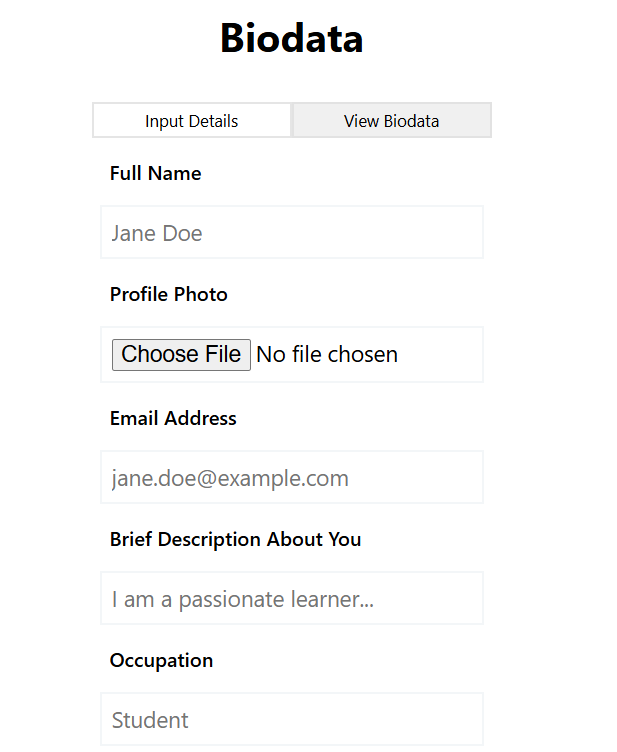 Biodata
Input Details View Biodata
Full Name
Jane Doe
Profile Photo
Choose File No file chosen
Email Address
jane.doe@example.com
Brief Description About You
I am a passionate learner...
Occupation
Student